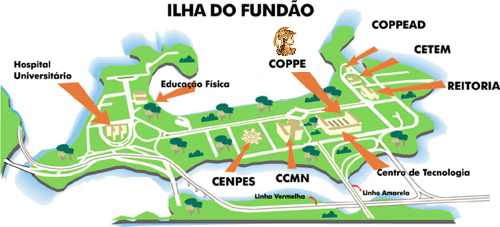 ILHA DO FUNDÃO
COPPEAD
CETEM
COPPE
REITORIA
Hospital
Universitário
Educação Física
CENPES
CCMN
Centro de Tecnologia
Linha Vermelha
Linha Amarela